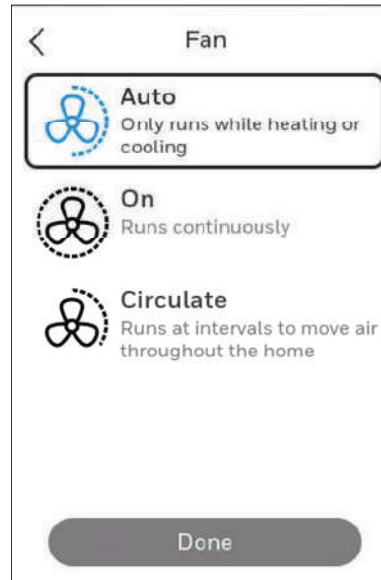 Fan
Auto
Only runs while heating or
cooling
On
Runs continuously
Circulate
Runs at intervals to move air
throughout the home
Done